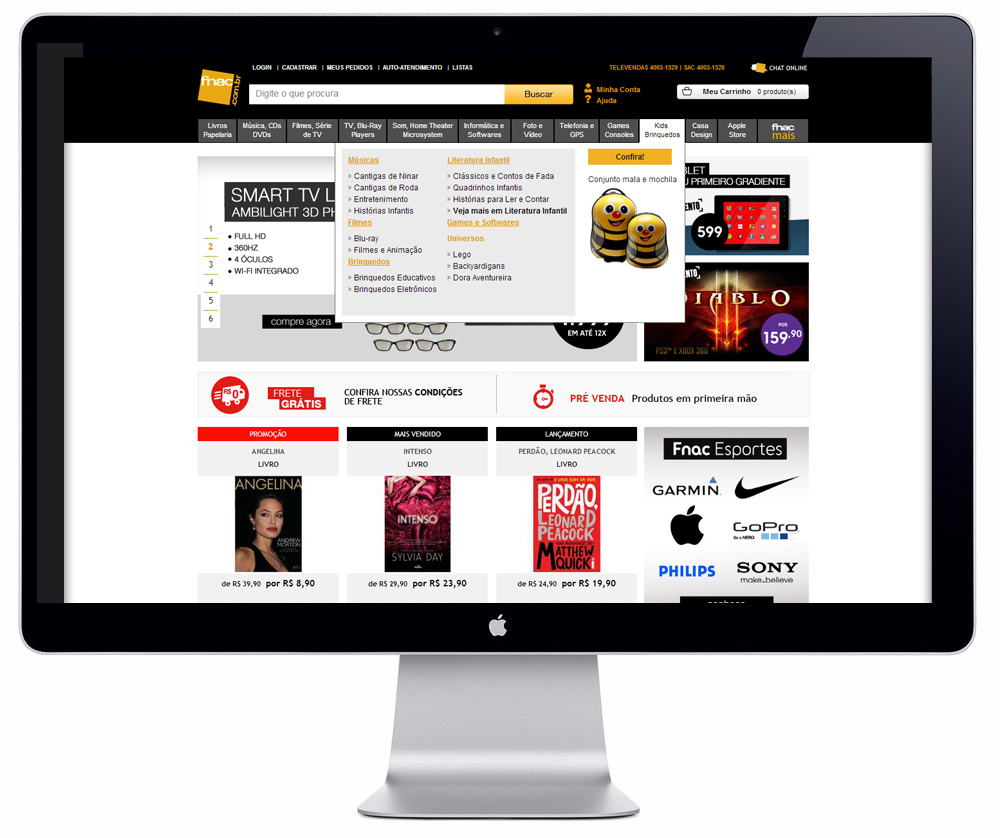 fnac
.com.br
LOGIN | CADASTRAR | MEUS PEDIDOS | AUTO-ATENDIMENTO | LISTAS
TELEVENDAS 4003-1529 | SAC 4003-1528
CHAT ONLINE
Digite o que procura
Buscar
Minha Conta
? Ajuda
Meu Carrinho 0 produto(s)
Livros
Papelaria
Música, CDs
DVDs
Filmes, Série
de TV
TV, Blu-Ray
Players
Som, Home Theater
Microsystem
Informática e
Softwares
Foto e
Vídeo
Telefonia e
GPS
Games
Consoles
Kids
Brinquedos
Casa
Design
Apple
Store
fnac
mais
Músicas
» Cantigas de Ninar
» Cantigas de Roda
» Entretenimento
» Histórias Infantis
Filmes
» Blu-ray
» Filmes e Animação
Brinquedos
» Brinquedos Educativos
» Brinquedos Eletrônicos
Literatura Infantil
» Clássicos e Contos de Fada
» Quadrinhos Infantis
» Histórias para Ler e Contar
» Veja mais em Literatura Infantil
Games e Softwares
Universos
» Lego
» Backyardigans
» Dora Aventureira
Confira!
Conjunto mala e mochila
SMART TV L
AMBILIGHT 3D PH
1
2
3
4
5
6
• FULL HD
• 360HZ
• 4 ÓCULOS
• WI-FI INTEGRADO
compre agora
EM ATÉ 12X
BLET
U PRIMEIRO GRADIENTE
ENTO
599
DIABLO
PS3 E XBOX 360
POR
159,90
R$0
FRETE
GRÁTIS
CONFIRA NOSSAS CONDIÇÕES
DE FRETE
PRÉ VENDA Produtos em primeira mão
PROMOÇÃO
ANGELINA
LIVRO
ANGELINA
ANDREW
MORTON
de R$ 39,90 por R$ 8,90
MAIS VENDIDO
INTENSO
LIVRO
INTENSO
SYLVIA DAY
de R$ 29,90 por R$ 23,90
LANÇAMENTO
PERDÃO, LEONARD PEACOCK
LIVRO
PERDÃO,
LEONARD
PEACOCK
MATTHEW
QUICK
de R$ 24,90 por R$ 19,90
Fnac Esportes
GARMIN
GoPro
Be a HERO.
PHILIPS
SONY
make.believe